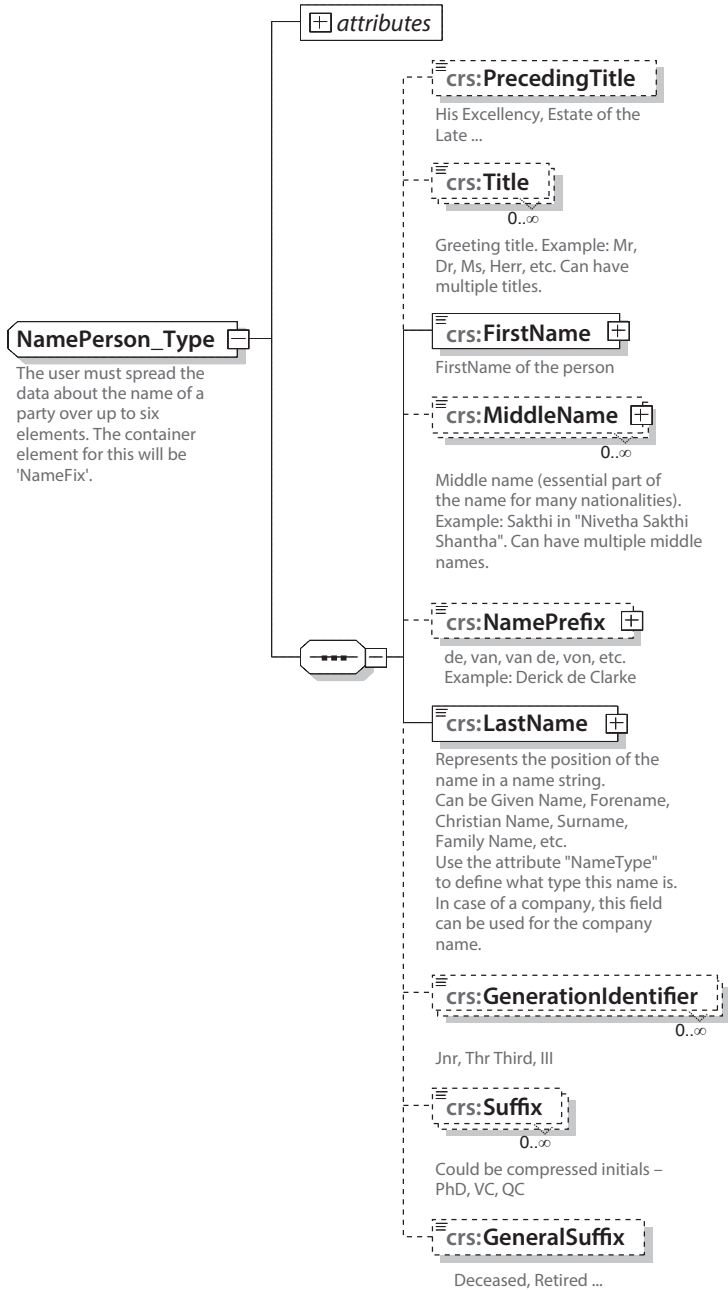 attributes
crs:PrecedingTitle
His Excellency, Estate of the
Late ...
crs:Title
0..∞
Greeting title. Example: Mr,
Dr, Ms, Herr, etc. Can have
multiple titles.
NamePerson_Type
The user must spread the
data about the name of a
party over up to six
elements. The container
element for this will be
'NameFix'.
crs:FirstName
FirstName of the person
crs:MiddleName
0..∞
Middle name (essential part of
the name for many nationalities).
Example: Sakthi in "Nivetha Sakthi
Shantha". Can have multiple middle
names.
crs:NamePrefix
de, van, van de, von, etc.
Example: Derick de Clarke
crs:LastName
Represents the position of the
name in a name string.
Can be Given Name, Forename,
Christian Name, Surname,
Family Name, etc.
Use the attribute "NameType"
to define what type this name is.
In case of a company, this field
can be used for the company
name.
crs:GenerationIdentifier
0..∞
Jnr, Thr Third, III
crs:Suffix
0..∞
Could be compressed initials –
PhD, VC, QC
crs:GeneralSuffix
Deceased, Retired ...